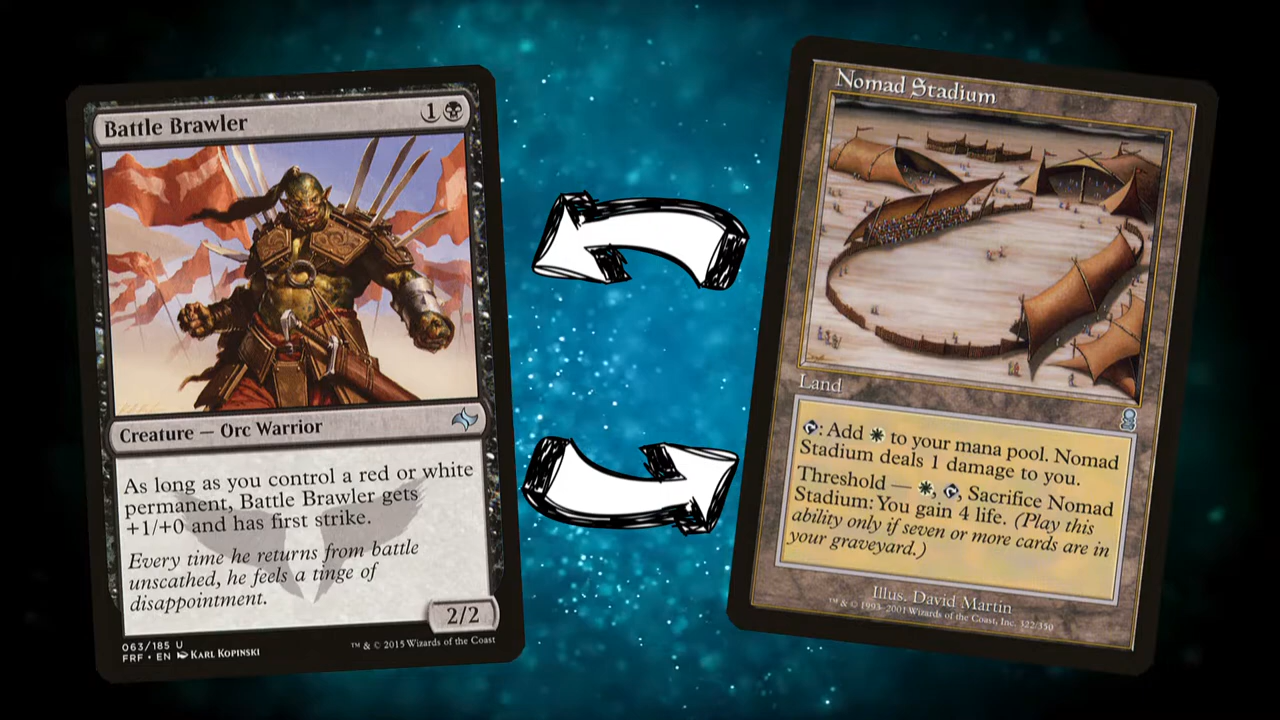 Battle Brawler
1
Creature — Orc Warrior
As long as you control a red or white
permanent, Battle Brawler gets
+1/+0 and has first strike.
Every time he returns from battle
unscathed, he feels a tinge of
disappointment.
2/2
063/185 U
FRF • EN KARL KOPINSKI
™ & © 2015 Wizards of the Coast
Nomad Stadium
Land
: Add to your mana pool. Nomad
Stadium deals 1 damage to you.
Threshold — , , Sacrifice Nomad
Stadium: You gain 4 life. (Play this
ability only if seven or more cards are in
your graveyard.)
Illus. David Martin
™ & © 1993–2001 Wizards of the Coast, Inc. 322/350